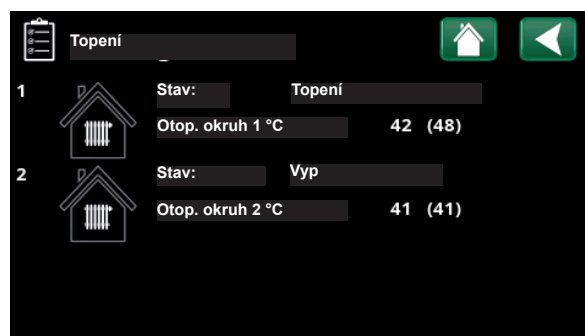 Topení
1 Stav: Topení
Otop. okruh 1 °C 42 (48)
2 Stav: Vyp
Otop. okruh 2 °C 41 (41)